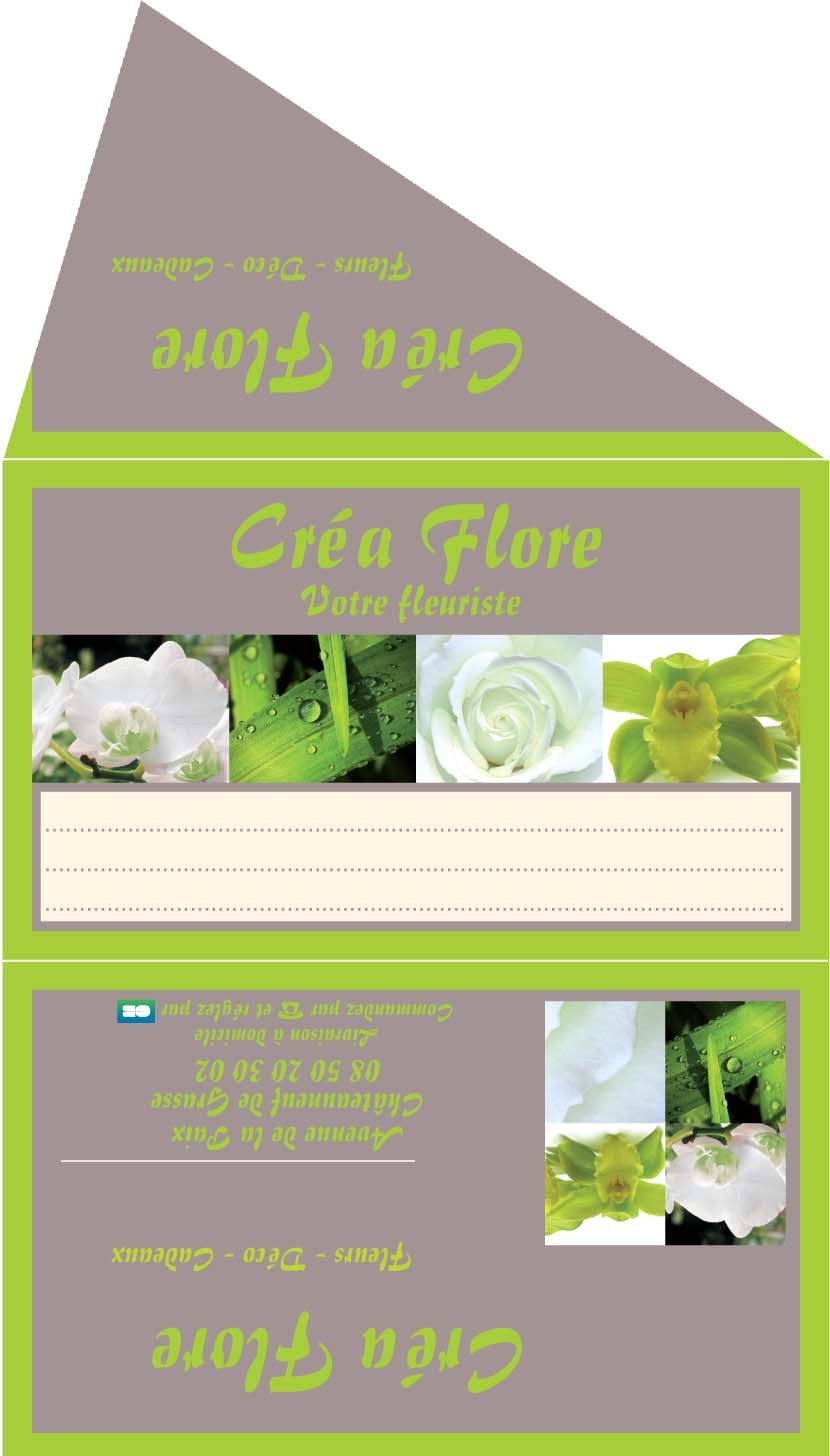 Créa Flore
Fleurs - Déco - Cadeaux
Créa Flore
Votre fleuriste
Créa Flore
Fleurs - Déco - Cadeaux
Avenue de la Paix
Châteauneuf de Grasse
08 50 20 30 02
Livraison à domicile
Commandez par ☎ et réglez par CB